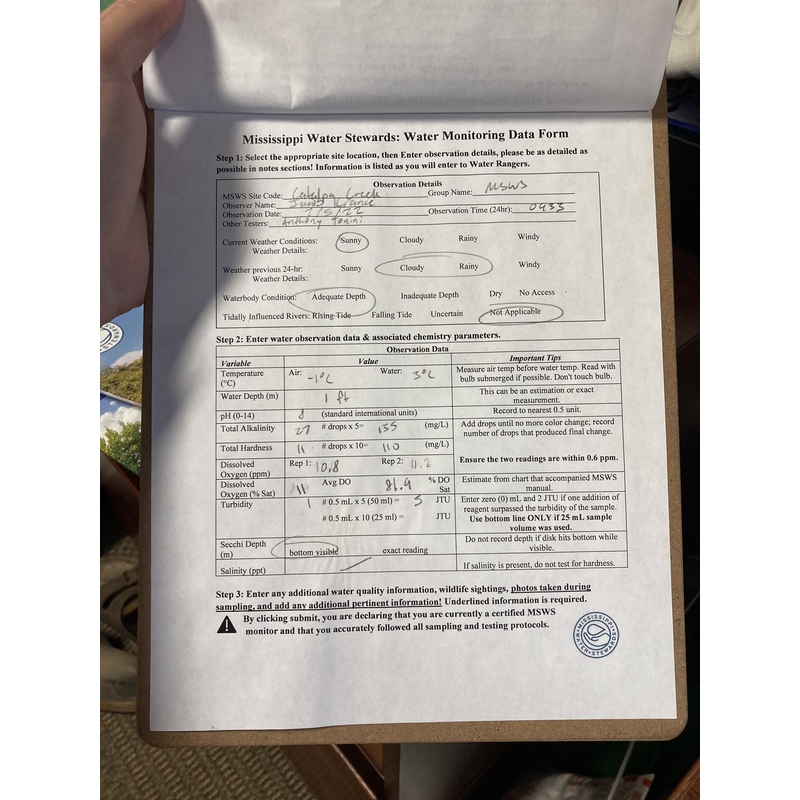 Mississippi Water Stewards: Water Monitoring Data Form
Step 1: Select the appropriate site location, then Enter observation details, please be as detailed as
possible in notes sections! Information is listed as you will enter to Water Rangers.
Observation Details
MSWS Site Code: Catalpa Creek Group Name: MSWS
Observer Name:
Observation Date: 1/5/22 Observation Time (24hr): 0933
Other Testers: Anthony
Current Weather Conditions: Sunny Cloudy Rainy Windy
Weather Details:
Weather previous 24-hr: Sunny Cloudy Rainy Windy
Weather Details:
Waterbody Condition: Adequate Depth Inadequate Depth Dry No Access
Tidally Influenced Rivers: Rising Tide Falling Tide Uncertain Not Applicable
Step 2: Enter water observation data & associated chemistry parameters.
Observation Data
Variable Value Important Tips
Temperature (°C) Air: -1°C Water: 3°C Measure air temp before water temp. Read with
bulb submerged if possible. Don't touch bulb.
Water Depth (m) 1 ft This can be an estimation or exact
measurement.
pH (0-14) 8 (standard international units) Record to nearest 0.5 unit.
Total Alkalinity 27 # drops x 5= 135 (mg/L) Add drops until no more color change; record
number of drops that produced final change.
Total Hardness 11 # drops x 10= 110 (mg/L)
Dissolved Oxygen (ppm) Rep 1: 10.8 Rep 2: 11.2 Ensure the two readings are within 0.6 ppm.
Dissolved Oxygen (% Sat) 11 Avg DO 81.4 % DO Sat Estimate from chart that accompanied MSWS
manual.
Turbidity 1 # 0.5 mL x 5 (50 ml) = 5 JTU Enter zero (0) mL and 2 JTU if one addition of
reagent surpassed the turbidity of the sample.
# 0.5 mL x 10 (25 ml) = JTU Use bottom line ONLY if 25 mL sample
volume was used.
Secchi Depth (m) bottom visible exact reading Do not record depth if disk hits bottom while
visible.
Salinity (ppt) If salinity is present, do not test for hardness.
Step 3: Enter any additional water quality information, wildlife sightings, photos taken during
sampling, and add any additional pertinent information! Underlined information is required.
By clicking submit, you are declaring that you are currently a certified MSWS
monitor and that you accurately followed all sampling and testing protocols.
MISSISSIPPI WATER STEWARDS